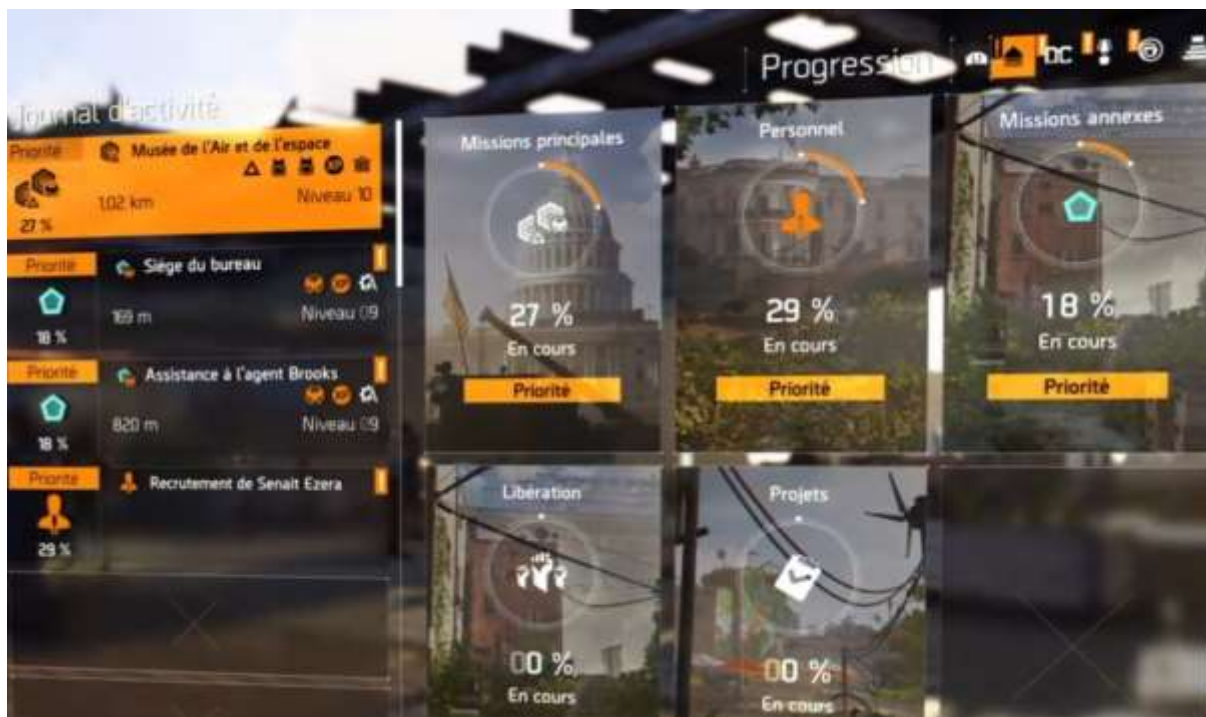 Progression
DC
Journal d'activité
Priorité
Musée de l'Air et de l'espace
1.02 km
Niveau 10
27 %
Priorité
Siège du bureau
169 m
Niveau 09
18 %
Priorité
Assistance à l'agent Brooks
820 m
Niveau 09
18 %
Priorité
Recrutement de Senait Ezera
29 %
Missions principales
27 %
En cours
Priorité
Personnel
29 %
En cours
Priorité
Missions annexes
18 %
En cours
Priorité
Libération
00 %
En cours
Projets
00 %
En cours